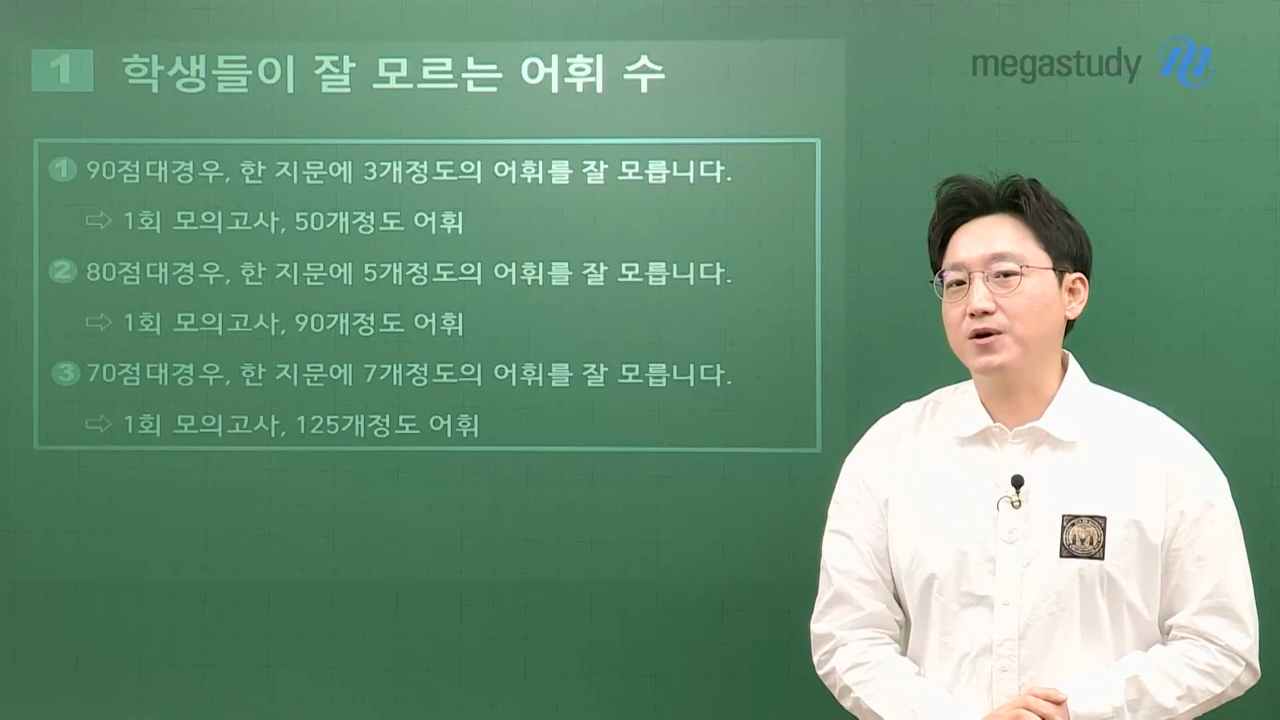 1 학생들이 잘 모르는 어휘 수
megastudy
1 90점대경우, 한 지문에 3개정도의 어휘를 잘 모릅니다.
⇨ 1회 모의고사, 50개정도 어휘
2 80점대경우, 한 지문에 5개정도의 어휘를 잘 모릅니다.
⇨ 1회 모의고사, 90개정도 어휘
3 70점대경우, 한 지문에 7개정도의 어휘를 잘 모릅니다.
⇨ 1회 모의고사, 125개정도 어휘
M